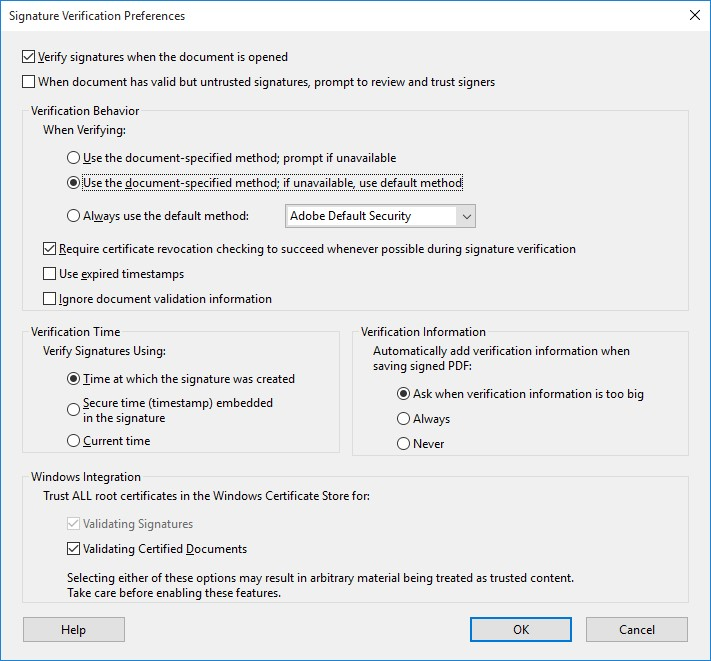 Signature Verification Preferences
Verify signatures when the document is opened
When document has valid but untrusted signatures, prompt to review and trust signers
Verification Behavior
When Verifying:
Use the document-specified method; prompt if unavailable
Use the document-specified method; if unavailable, use default method
Always use the default method:
Adobe Default Security
Require certificate revocation checking to succeed whenever possible during signature verification
Use expired timestamps
Ignore document validation information
Verification Time
Verify Signatures Using:
Time at which the signature was created
Secure time (timestamp) embedded
in the signature
Current time
Verification Information
Automatically add verification information when
saving signed PDF:
Ask when verification information is too big
Always
Never
Windows Integration
Trust ALL root certificates in the Windows Certificate Store for:
Validating Signatures
Validating Certified Documents
Selecting either of these options may result in arbitrary material being treated as trusted content.
Take care before enabling these features.
Help
OK
Cancel